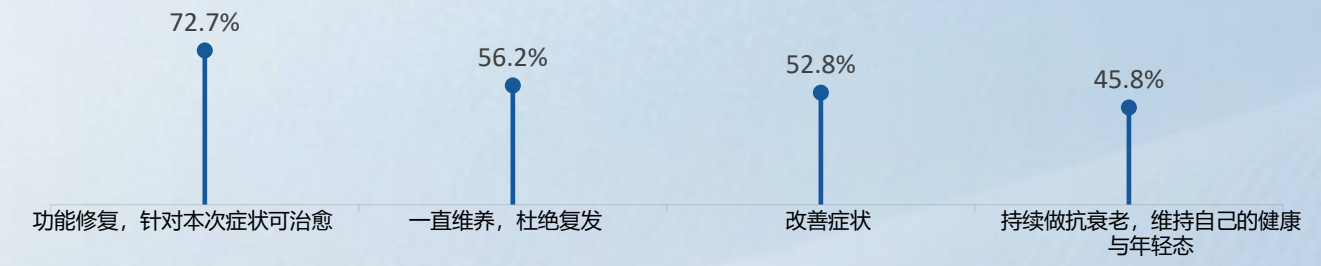 72.7%
56.2%
52.8%
45.8%
功能修复，针对本次症状可治愈
一直维养，杜绝复发
改善症状
持续做抗衰老，维持自己的健康
与年轻态